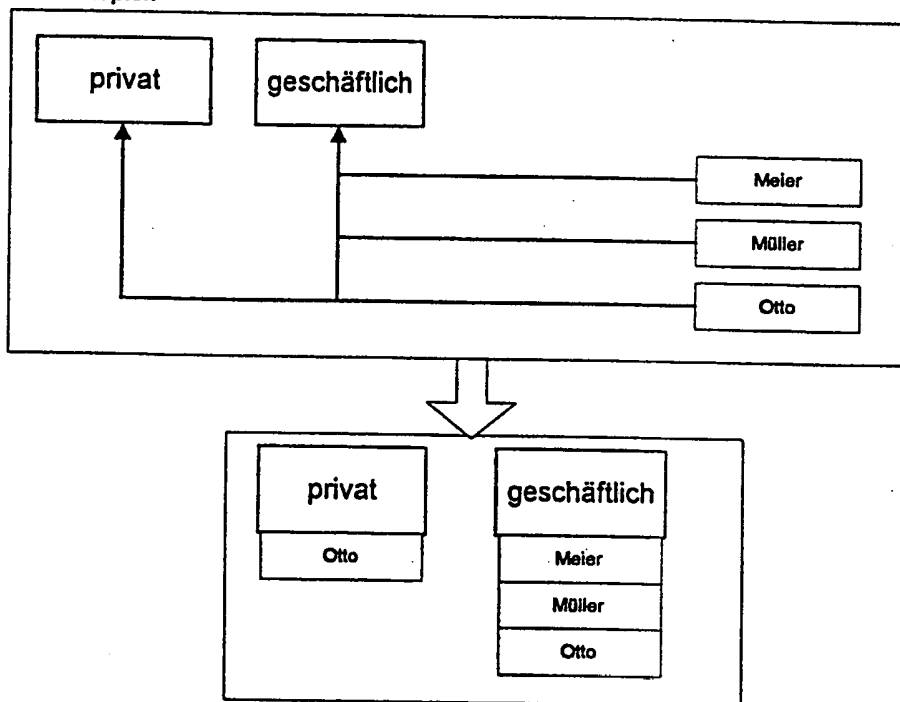 privat
geschäftlich
Meier
Müller
Otto
privat
geschäftlich
Otto
Meier
Müller
Otto